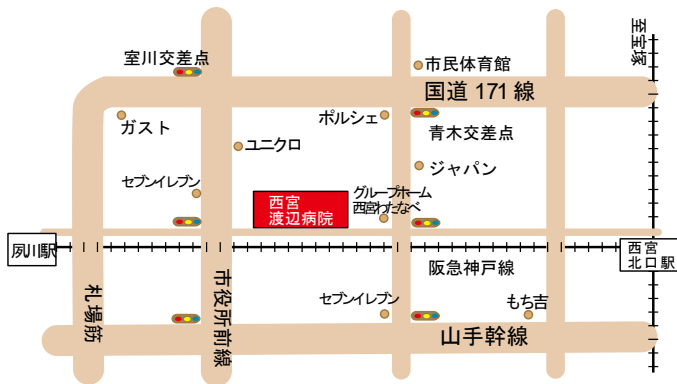 室川交差点
市民体育館
至宝塚
国道 171 線
ガスト
ポルシェ
青木交差点
ユニクロ
ジャパン
セブンイレブン
グループホーム
西宮わたなべ
西宮
渡辺病院
夙川駅
西宮
北口駅
阪急神戸線
札場筋
市役所前線
セブンイレブン
もち吉
山手幹線